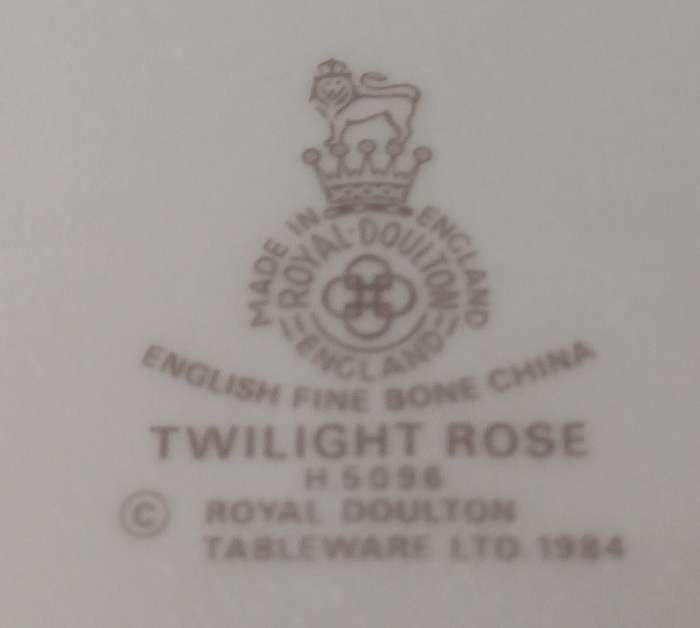 MADE IN ENGLAND
ROYAL DOULTON
ENGLAND
ENGLISH FINE BONE CHINA
TWILIGHT ROSE
H 5096
© ROYAL DOULTON
TABLEWARE LTD. 1984